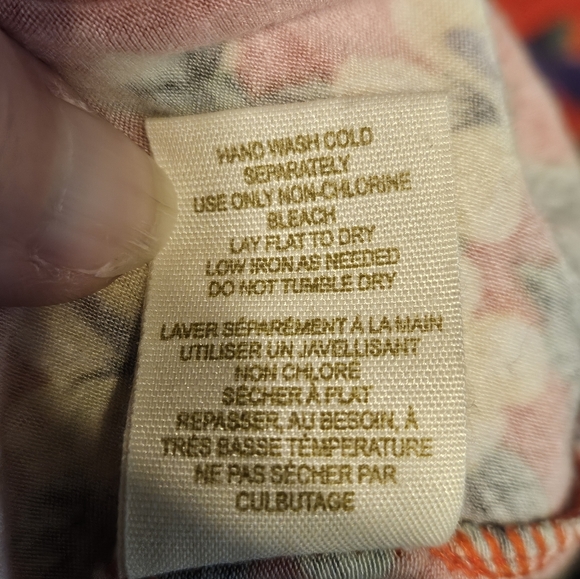 HAND WASH COLD
SEPARATELY
USE ONLY NON-CHLORINE
BLEACH
LAY FLAT TO DRY
LOW IRON AS NEEDED
DO NOT TUMBLE DRY
LAVER SÉPARÉMENT À LA MAIN
UTILISER UN JAVELLISANT
NON CHLORÉ
SÉCHER À PLAT
REPASSER, AU BESOIN, À
TRÈS BASSE TÉMPERATURE
NE PAS SÉCHER PAR
CULBUTAGE